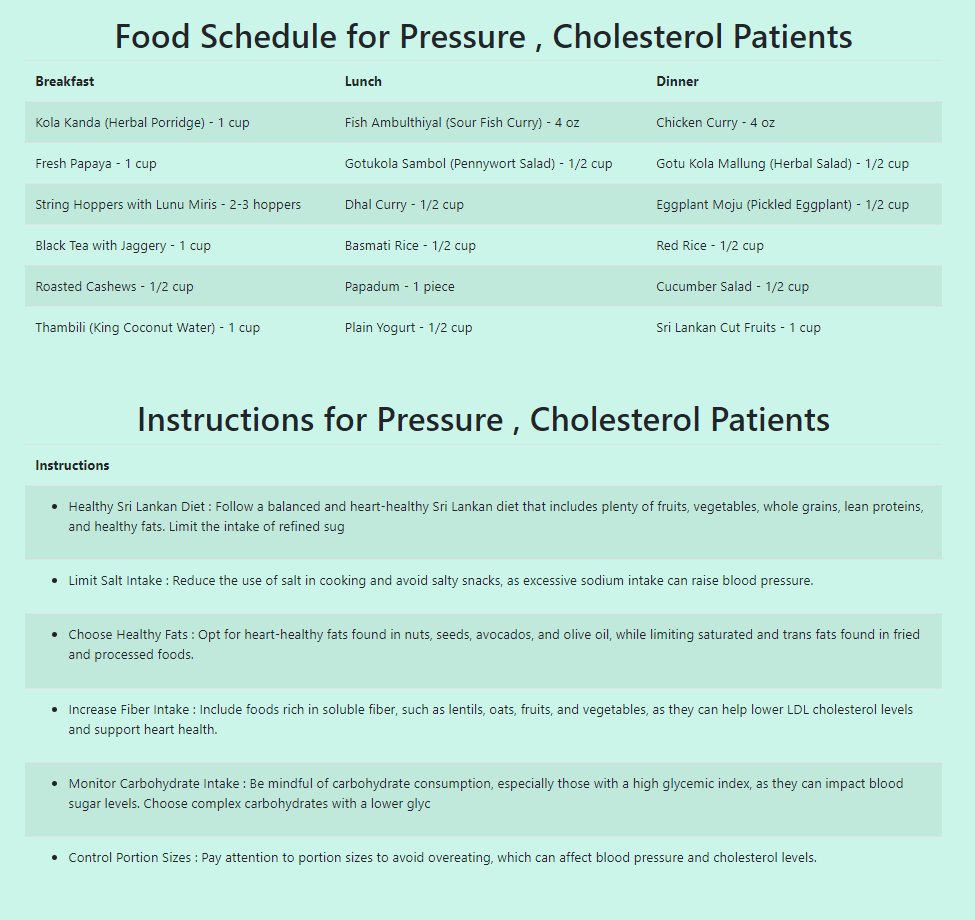 Food Schedule for Pressure , Cholesterol Patients
Breakfast Lunch Dinner
Kola Kanda (Herbal Porridge) - 1 cup Fish Ambulthiyal (Sour Fish Curry) - 4 oz Chicken Curry - 4 oz
Fresh Papaya - 1 cup Gotukola Sambol (Pennywort Salad) - 1/2 cup Gotu Kola Mallung (Herbal Salad) - 1/2 cup
String Hoppers with Lunu Miris - 2-3 hoppers Dhal Curry - 1/2 cup Eggplant Moju (Pickled Eggplant) - 1/2 cup
Black Tea with Jaggery - 1 cup Basmati Rice - 1/2 cup Red Rice - 1/2 cup
Roasted Cashews - 1/2 cup Papadum - 1 piece Cucumber Salad - 1/2 cup
Thambili (King Coconut Water) - 1 cup Plain Yogurt - 1/2 cup Sri Lankan Cut Fruits - 1 cup
Instructions for Pressure , Cholesterol Patients
Instructions
• Healthy Sri Lankan Diet : Follow a balanced and heart-healthy Sri Lankan diet that includes plenty of fruits, vegetables, whole grains, lean proteins,
and healthy fats. Limit the intake of refined sug
• Limit Salt Intake : Reduce the use of salt in cooking and avoid salty snacks, as excessive sodium intake can raise blood pressure.
• Choose Healthy Fats : Opt for heart-healthy fats found in nuts, seeds, avocados, and olive oil, while limiting saturated and trans fats found in fried
and processed foods.
• Increase Fiber Intake : Include foods rich in soluble fiber, such as lentils, oats, fruits, and vegetables, as they can help lower LDL cholesterol levels
and support heart health.
• Monitor Carbohydrate Intake : Be mindful of carbohydrate consumption, especially those with a high glycemic index, as they can impact blood
sugar levels. Choose complex carbohydrates with a lower glyc
• Control Portion Sizes : Pay attention to portion sizes to avoid overeating, which can affect blood pressure and cholesterol levels.